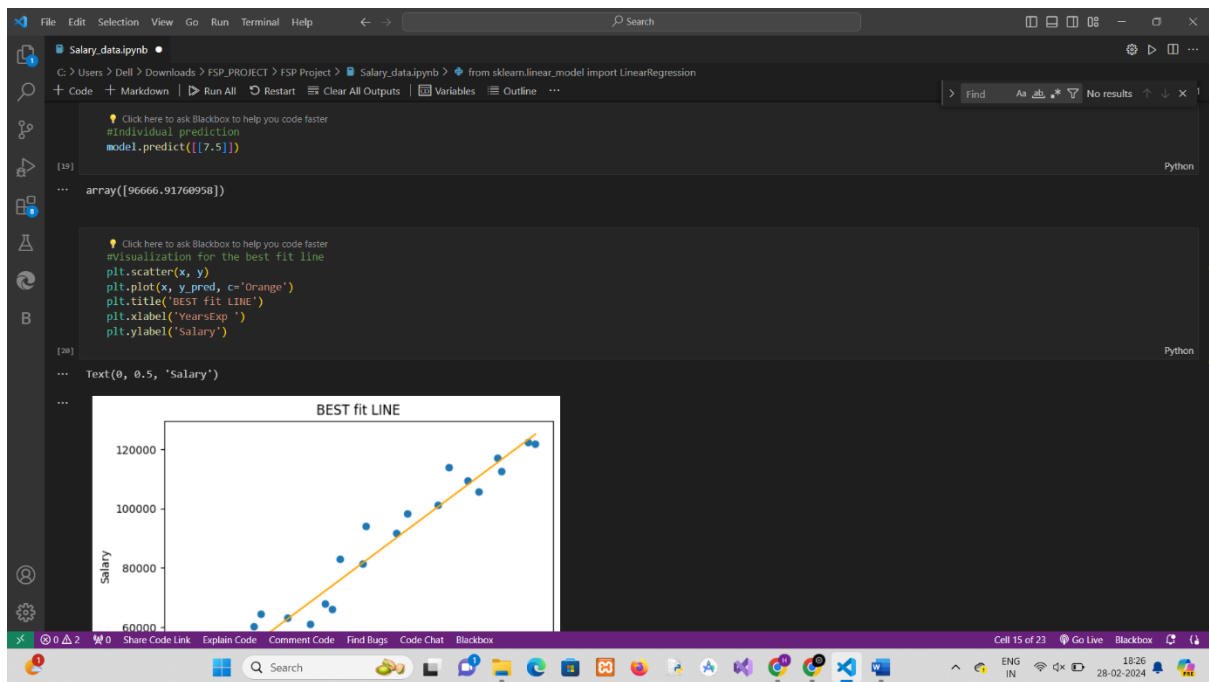 File Edit Selection View Go Run Terminal Help
Search
Salary_data.ipynb
C: > Users > Dell > Downloads > FSP_PROJECT > FSP Project > Salary_data.ipynb > from sklearn.linear_model import LinearRegression
+ Code + Markdown | Run All Restart Clear All Outputs | Variables Outline ...
> Find Aa ab .* No results
Click here to ask Blackbox to help you code faster
#Individual prediction
model.predict([[7.5]])
[19]
Python
... array([96666.91760958])
Click here to ask Blackbox to help you code faster
#Visualization for the best fit line
plt.scatter(x, y)
plt.plot(x, y_pred, c='Orange')
plt.title('BEST fit LINE')
plt.xlabel('YearsExp ')
plt.ylabel('Salary')
[20]
Python
... Text(0, 0.5, 'Salary')
...
BEST fit LINE
120000
100000
80000
60000
Salary
0 2 0 Share Code Link Explain Code Comment Code Find Bugs Code Chat Blackbox
Cell 15 of 23 Go Live Blackbox
Search
ENG
IN
18:26
28-02-2024